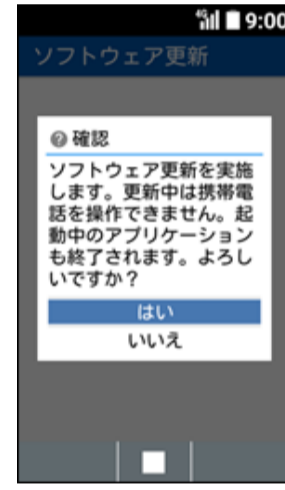 4G 9:00
ソフトウェア更新
確認
ソフトウェア更新を実施
します。更新中は携帯電
話を操作できません。起
動中のアプリケーション
も終了されます。よろし
いですか？
はい
いいえ